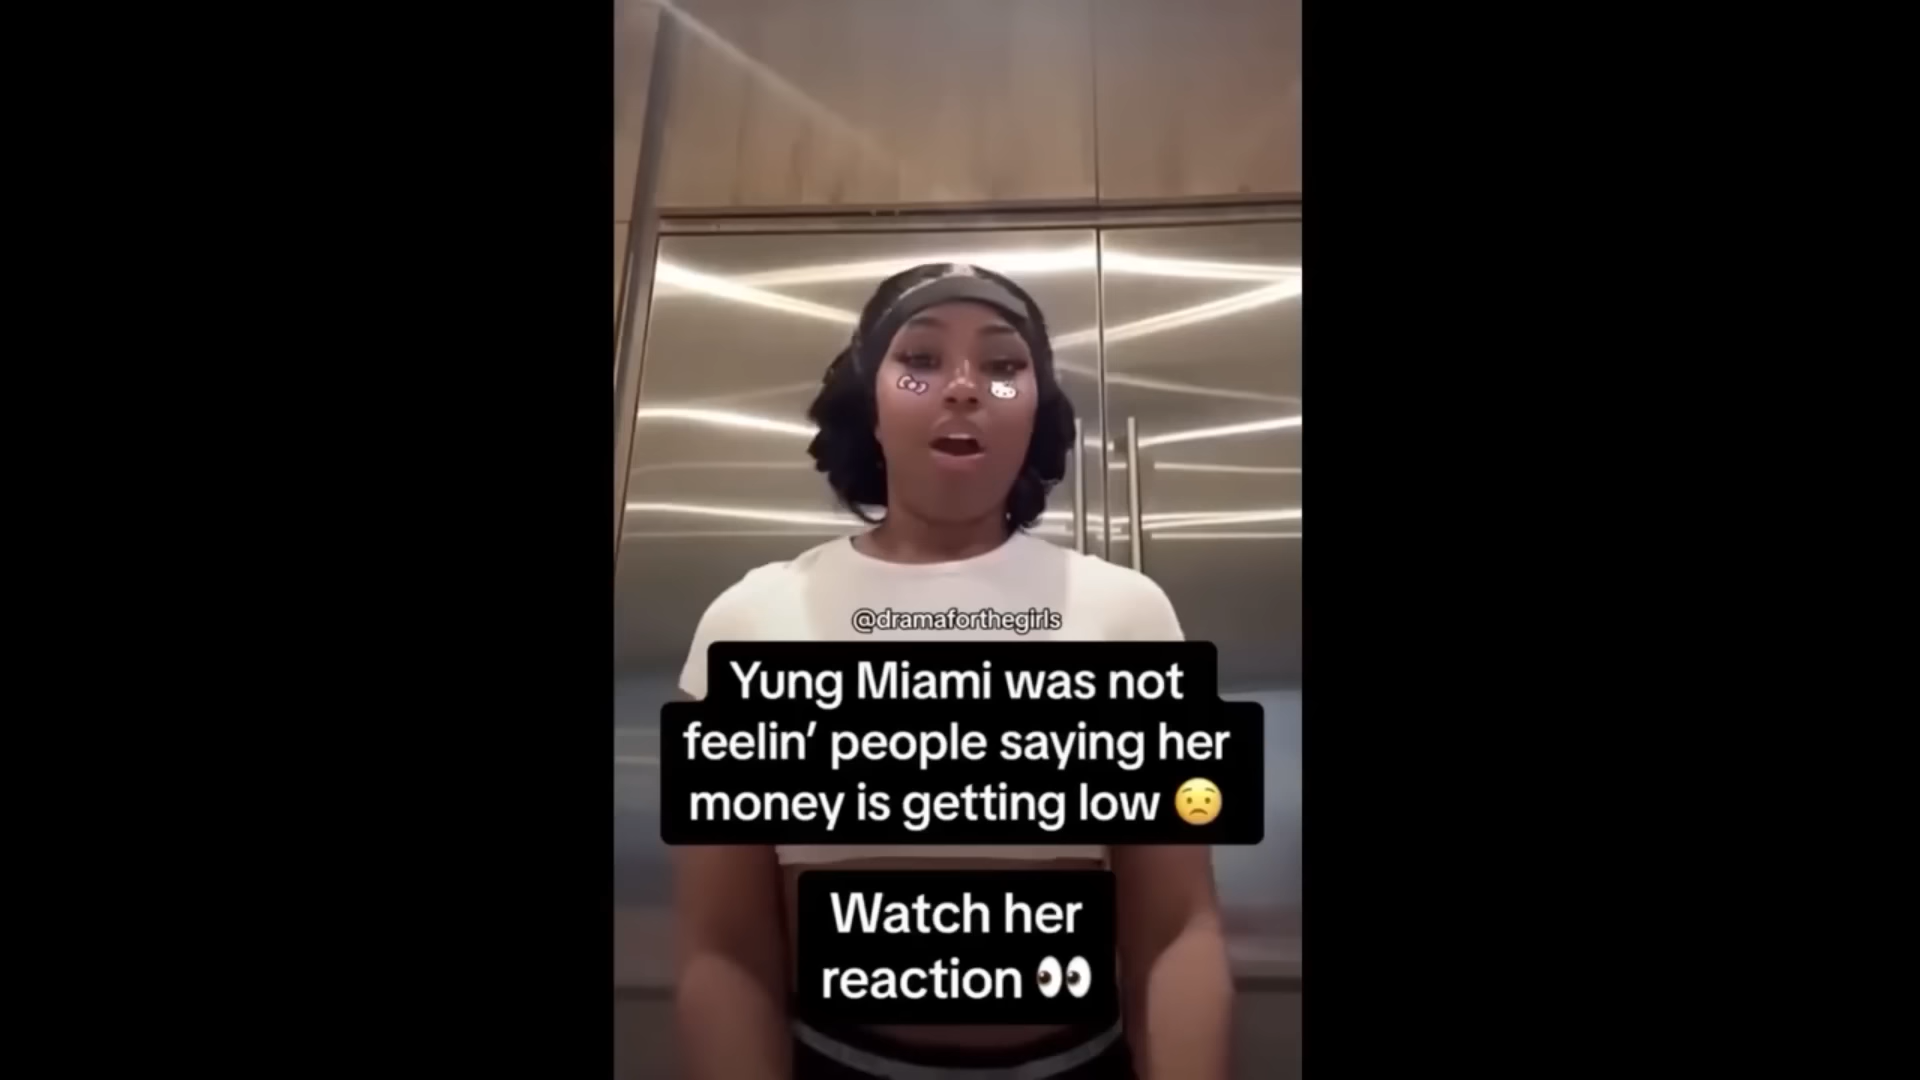 @dramaforthegirls
Yung Miami was not
feelin’ people saying her
money is getting low 😟
Watch her
reaction 👀